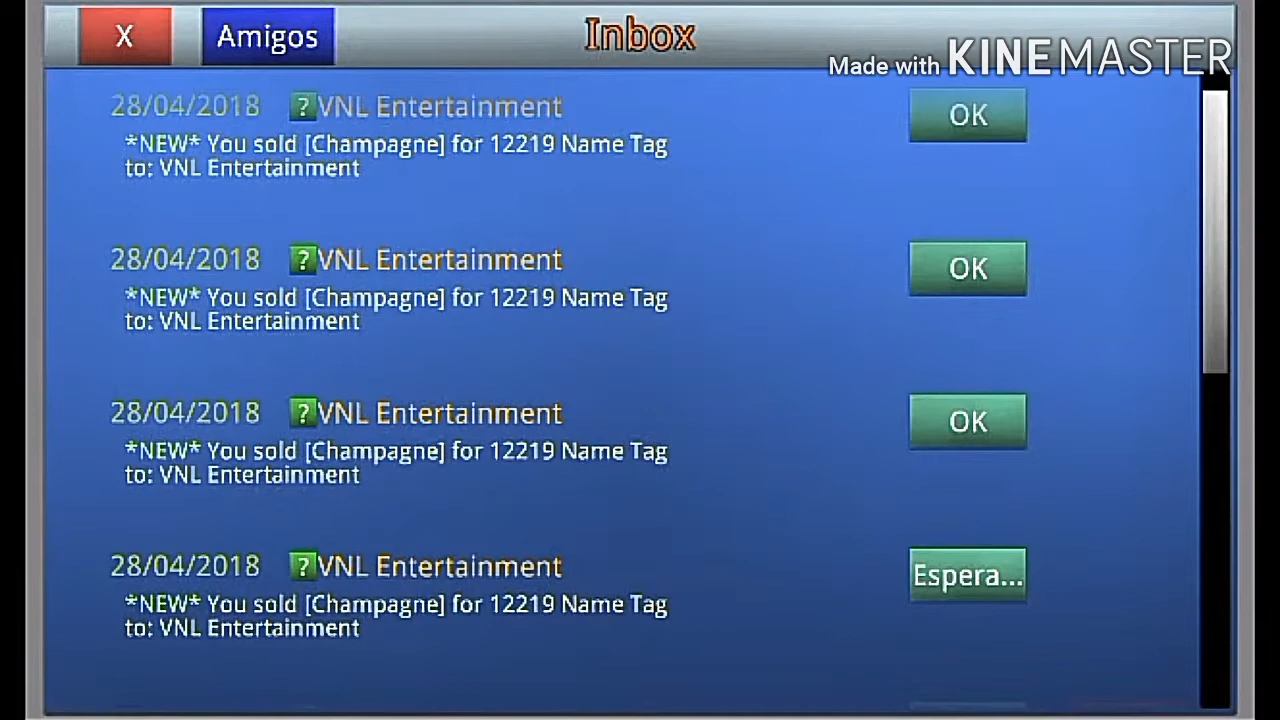 X Amigos Inbox
Made with KINEMASTER
28/04/2018 ? VNL Entertainment OK
*NEW* You sold [Champagne] for 12219 Name Tag
to: VNL Entertainment
28/04/2018 ? VNL Entertainment OK
*NEW* You sold [Champagne] for 12219 Name Tag
to: VNL Entertainment
28/04/2018 ? VNL Entertainment OK
*NEW* You sold [Champagne] for 12219 Name Tag
to: VNL Entertainment
28/04/2018 ? VNL Entertainment Espera...
*NEW* You sold [Champagne] for 12219 Name Tag
to: VNL Entertainment